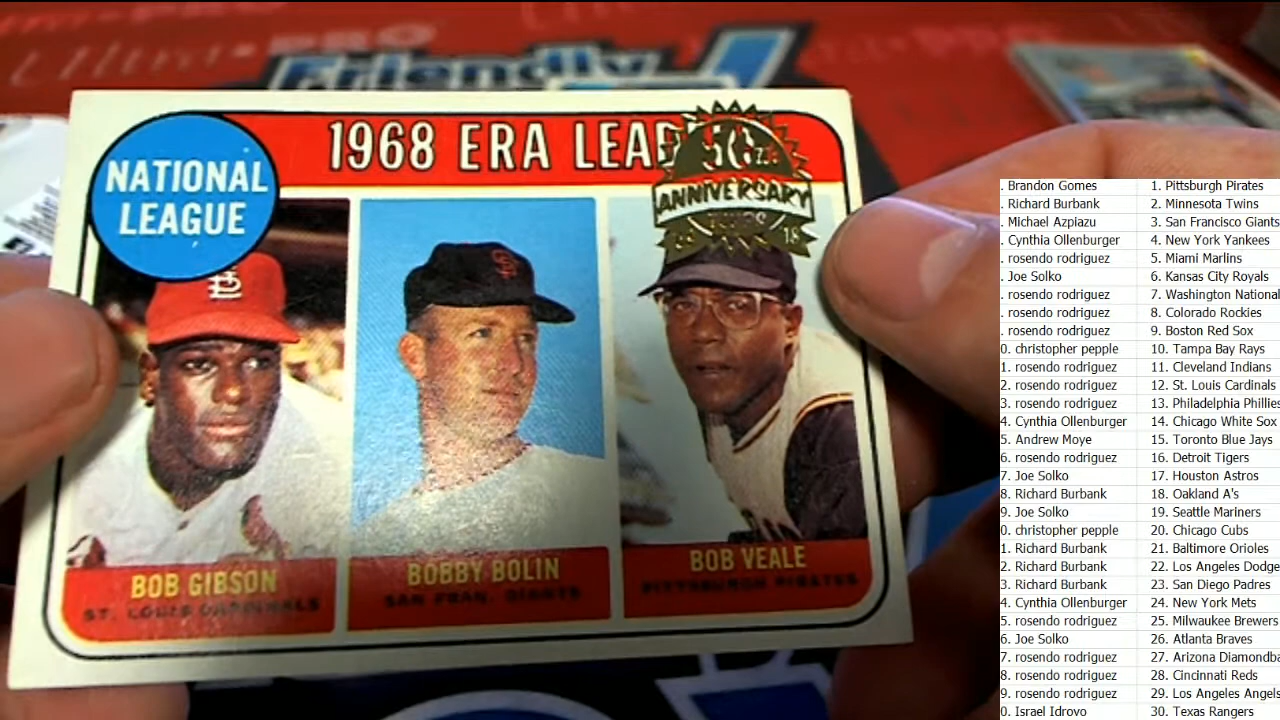 Ultra PRO
Friendly
NATIONAL
LEAGUE
1968 ERA LEAD
50
ANNIVERSARY
TOPPS
18
BOB GIBSON
ST. LOUIS CARDINALS
BOBBY BOLIN
SAN FRAN. GIANTS
BOB VEALE
PITTSBURGH PIRATES
. Brandon Gomes 1. Pittsburgh Pirates
. Richard Burbank 2. Minnesota Twins
. Michael Azpiazu 3. San Francisco Giants
. Cynthia Ollenburger 4. New York Yankees
. rosendo rodriguez 5. Miami Marlins
. Joe Solko 6. Kansas City Royals
. rosendo rodriguez 7. Washington National
. rosendo rodriguez 8. Colorado Rockies
. rosendo rodriguez 9. Boston Red Sox
0. christopher pepple 10. Tampa Bay Rays
1. rosendo rodriguez 11. Cleveland Indians
2. rosendo rodriguez 12. St. Louis Cardinals
3. rosendo rodriguez 13. Philadelphia Phillies
4. Cynthia Ollenburger 14. Chicago White Sox
5. Andrew Moye 15. Toronto Blue Jays
6. rosendo rodriguez 16. Detroit Tigers
7. Joe Solko 17. Houston Astros
8. Richard Burbank 18. Oakland A's
9. Joe Solko 19. Seattle Mariners
0. christopher pepple 20. Chicago Cubs
1. Richard Burbank 21. Baltimore Orioles
2. Richard Burbank 22. Los Angeles Dodge
3. Richard Burbank 23. San Diego Padres
4. Cynthia Ollenburger 24. New York Mets
5. rosendo rodriguez 25. Milwaukee Brewers
6. Joe Solko 26. Atlanta Braves
7. rosendo rodriguez 27. Arizona Diamondba
8. rosendo rodriguez 28. Cincinnati Reds
9. rosendo rodriguez 29. Los Angeles Angels
0. Israel Idrovo 30. Texas Rangers